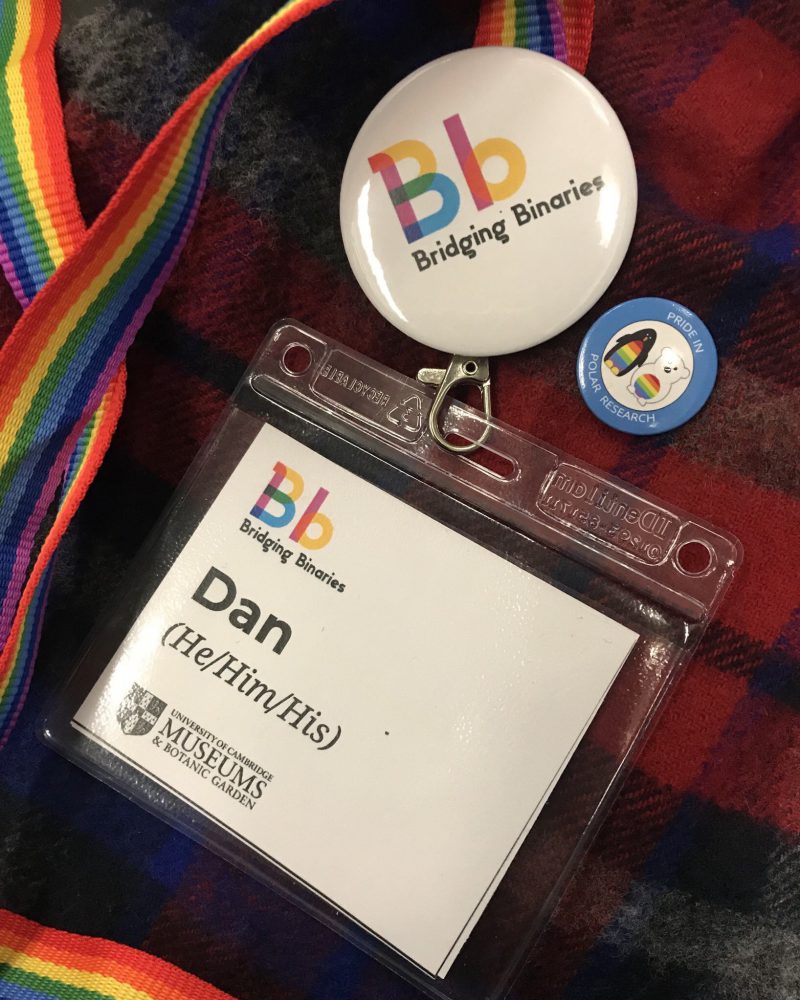 Bb
Bridging Binaries
PRIDE IN
POLAR RESEARCH
RECYCLABLE
Bb
Bridging Binaries
Dan
(He/Him/His)
UNIVERSITY OF CAMBRIDGE
MUSEUMS
& BOTANIC GARDEN